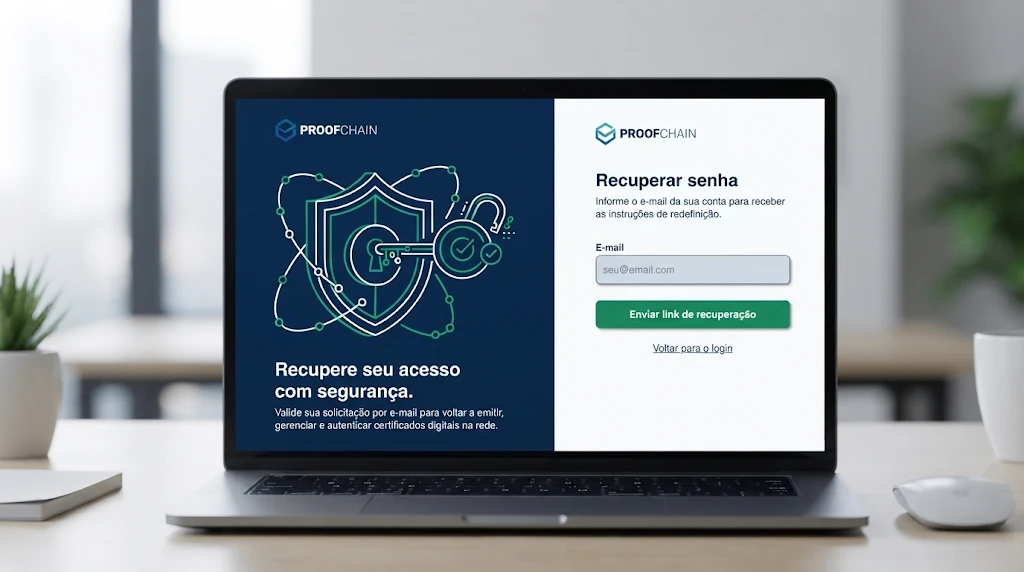 PROOFCHAIN
Recupere seu acesso
com segurança.
Valide sua solicitação por e-mail para voltar a emitir,
gerenciar e autenticar certificados digitais na rede.
PROOFCHAIN
Recuperar senha
Informe o e-mail da sua conta para receber
as instruções de redefinição.
E-mail
seu@email.com
Enviar link de recuperação
Voltar para o login